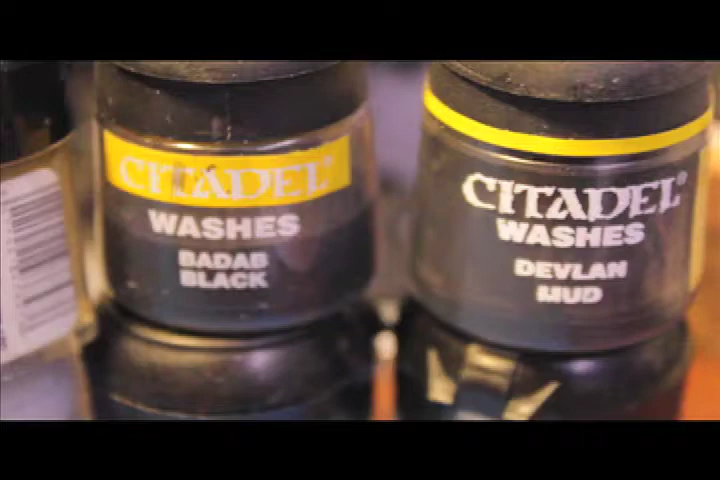 CITADEL
WASHES
BADAB
BLACK
CITADEL®
WASHES
DEVLAN
MUD